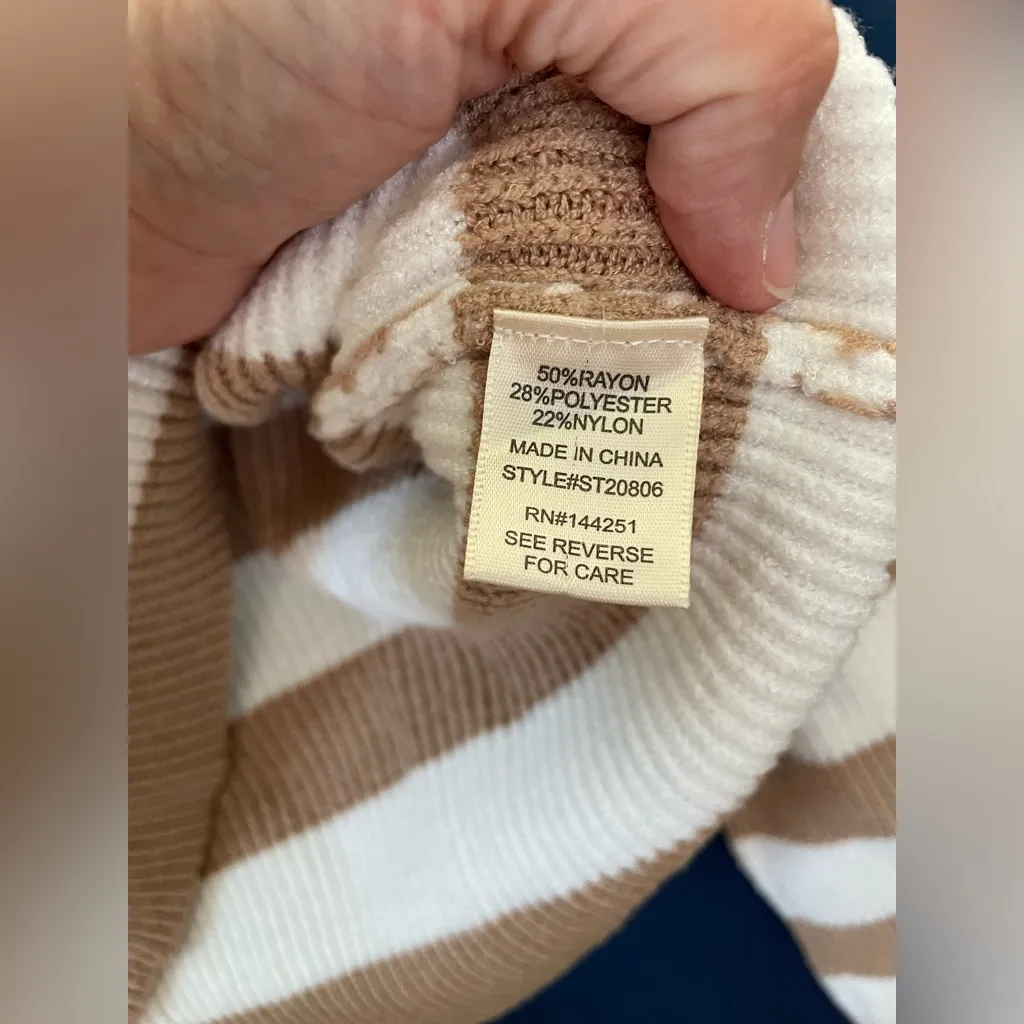 50%RAYON
28%POLYESTER
22%NYLON
MADE IN CHINA
STYLE#ST20806
RN#144251
SEE REVERSE
FOR CARE